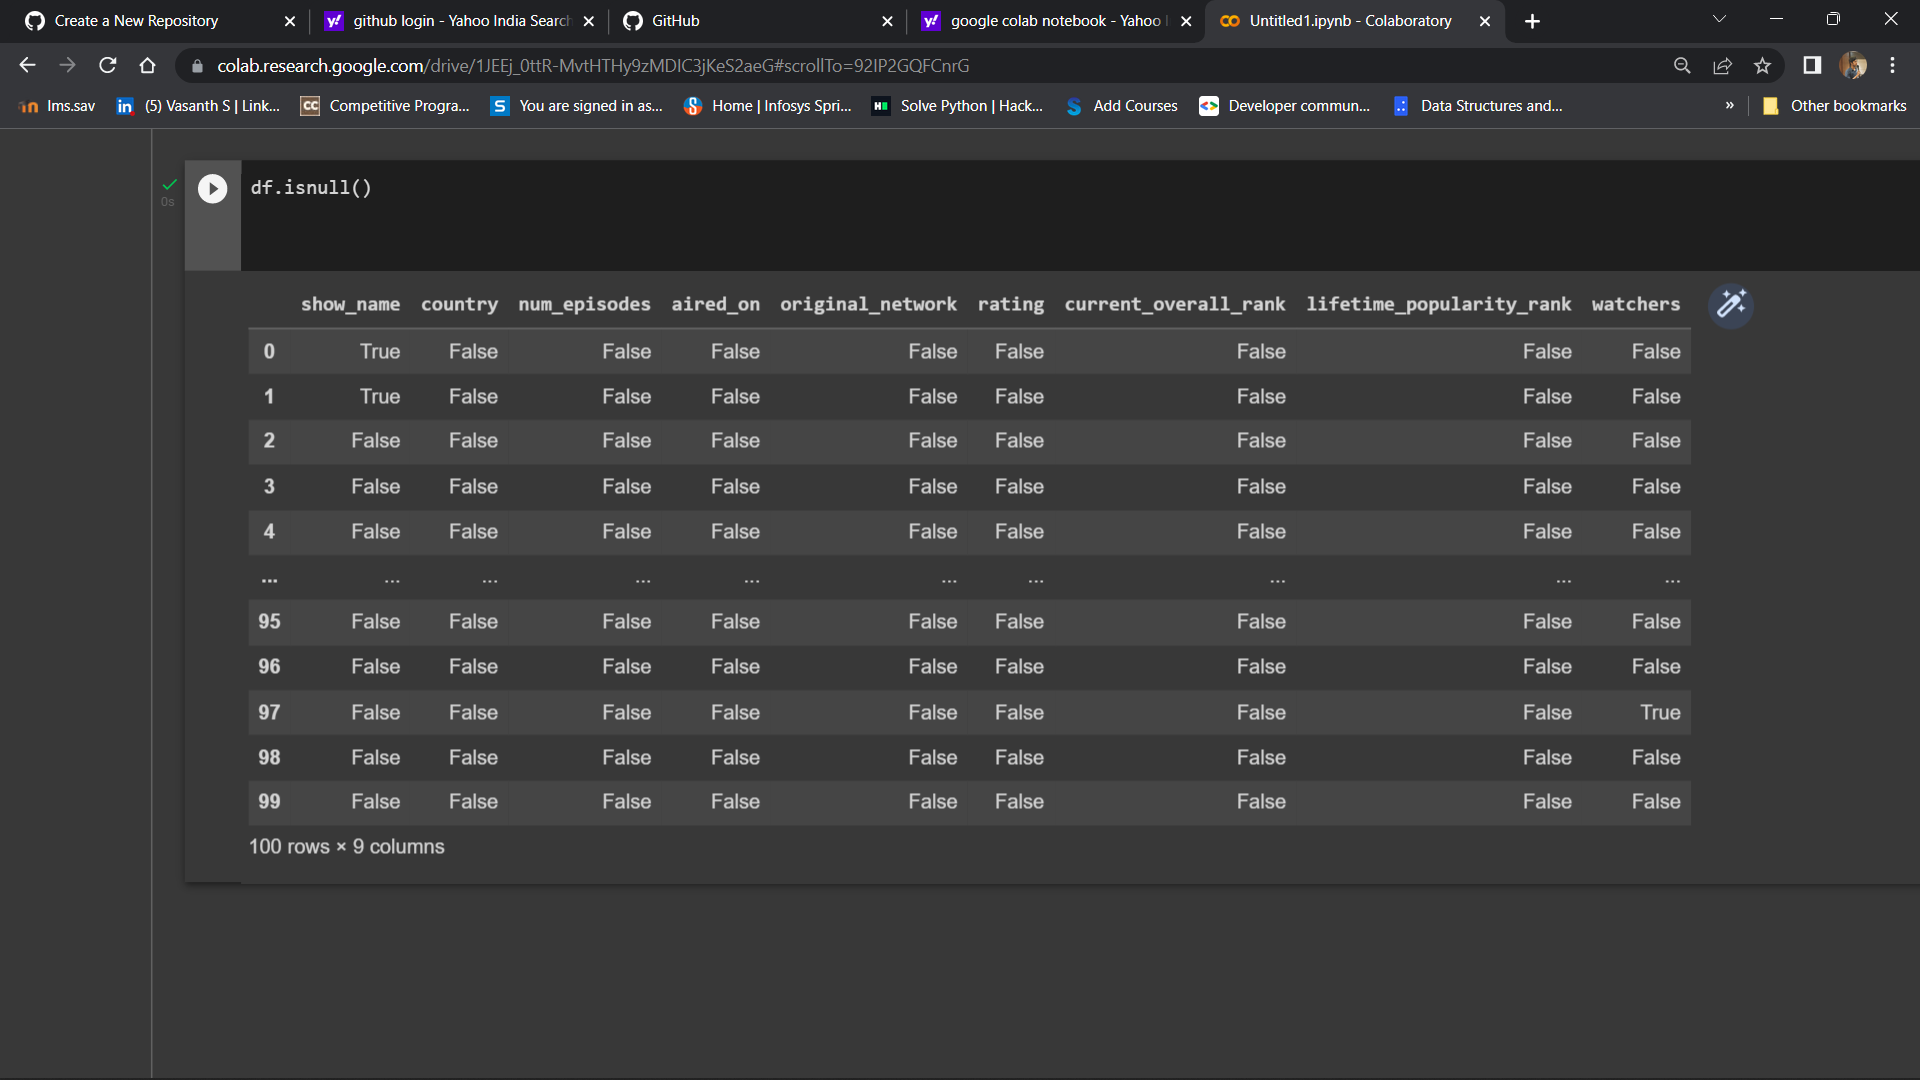 Create a New Repository
github login - Yahoo India Search
GitHub
google colab notebook - Yahoo I
Untitled1.ipynb - Colaboratory
colab.research.google.com/drive/1JEEj_0ttR-MvtHTHy9zMDIC3jKeS2aeG#scrollTo=92IP2GQFCnrG
lms.sav (5) Vasanth S | Link... CC Competitive Progra... S You are signed in as... Home | Infosys Spri... Solve Python | Hack... Add Courses Developer commun... Data Structures and... » Other bookmarks
df.isnull()
0s
show_name country num_episodes aired_on original_network rating current_overall_rank lifetime_popularity_rank watchers
0 True False False False False False False False False
1 True False False False False False False False False
2 False False False False False False False False False
3 False False False False False False False False False
4 False False False False False False False False False
... ... ... ... ... ... ... ... ... ...
95 False False False False False False False False False
96 False False False False False False False False False
97 False False False False False False False False True
98 False False False False False False False False False
99 False False False False False False False False False
100 rows × 9 columns